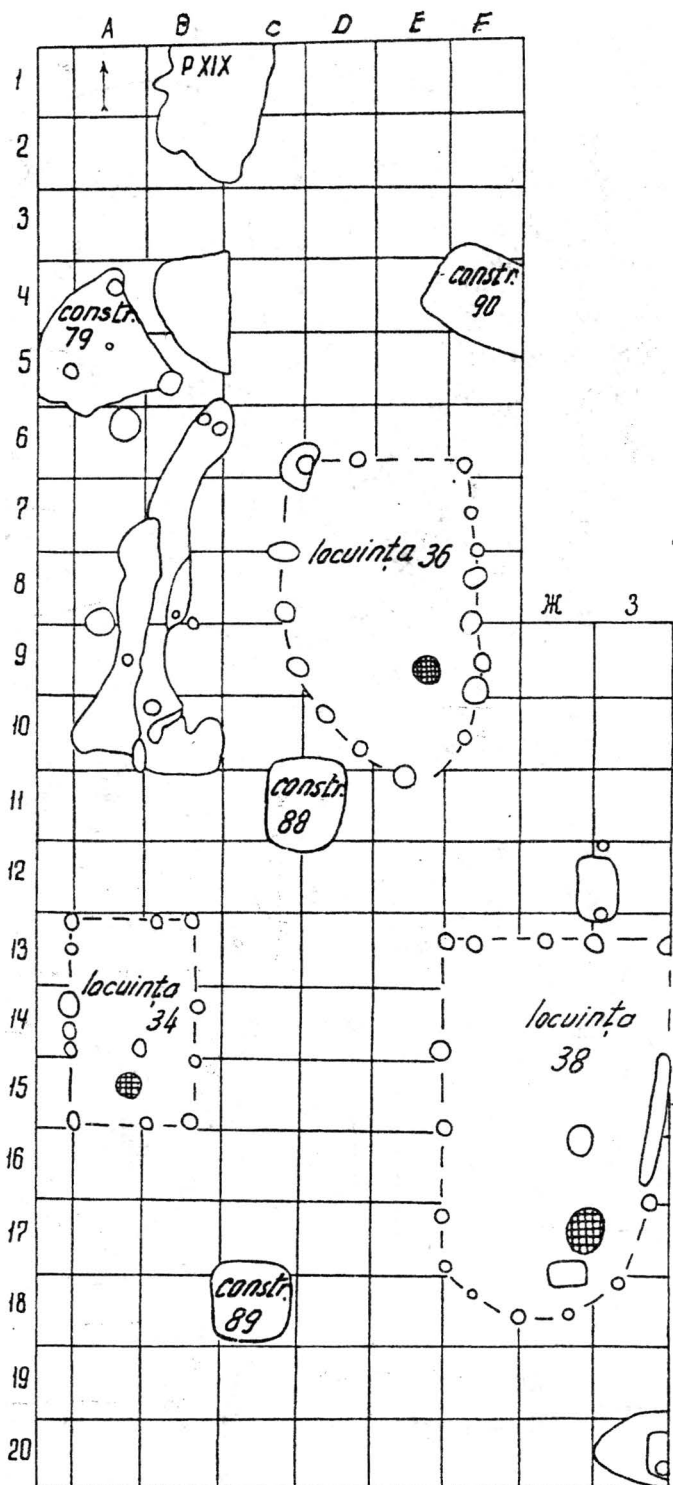 A B C D E F
1
P XIX
2
3
4
constr.
79
constr.
90
5
6
7
locuința 36
8
Ж З
9
10
11
constr.
88
12
13
locuința
34
14
locuința
38
15
16
17
constr.
89
18
19
20